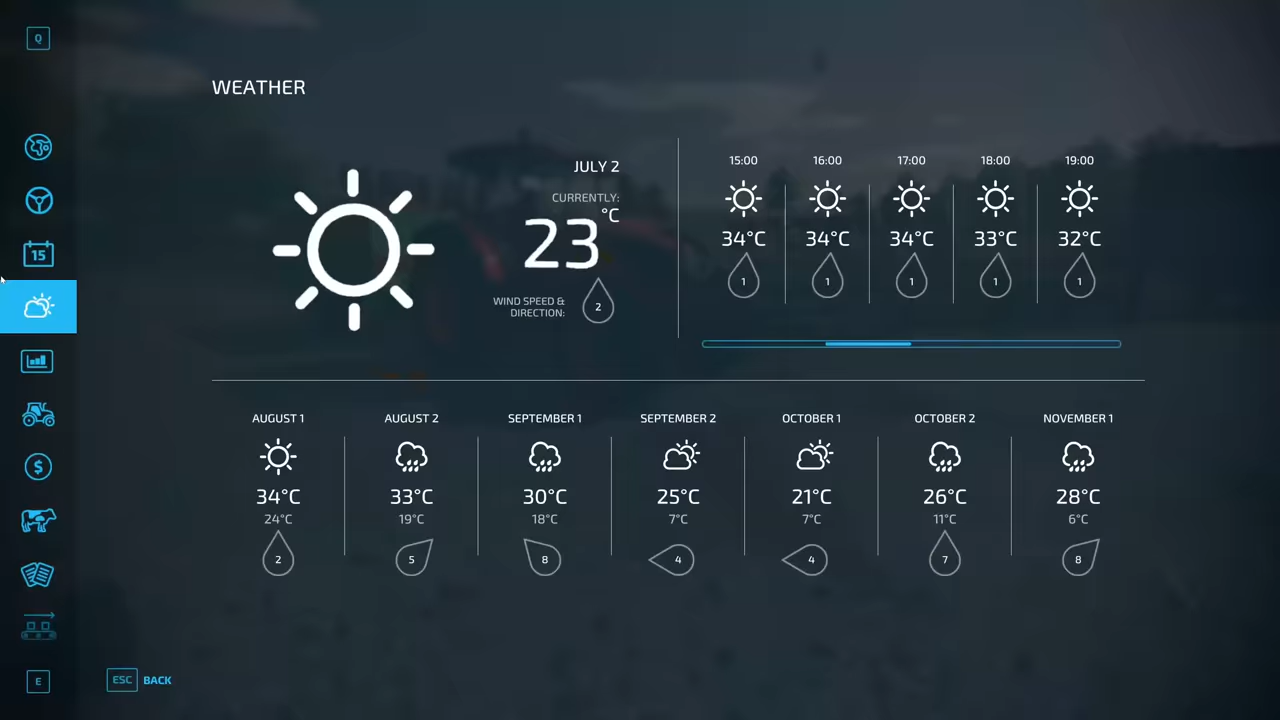 Q
WEATHER
JULY 2
CURRENTLY:
23 °C
WIND SPEED &
DIRECTION:
2
15:00 16:00 17:00 18:00 19:00
34°C 34°C 34°C 33°C 32°C
1 1 1 1 1
15
AUGUST 1 AUGUST 2 SEPTEMBER 1 SEPTEMBER 2 OCTOBER 1 OCTOBER 2 NOVEMBER 1
34°C 33°C 30°C 25°C 21°C 26°C 28°C
24°C 19°C 18°C 7°C 7°C 11°C 6°C
2 5 8 4 4 7 8
$
E
ESC BACK